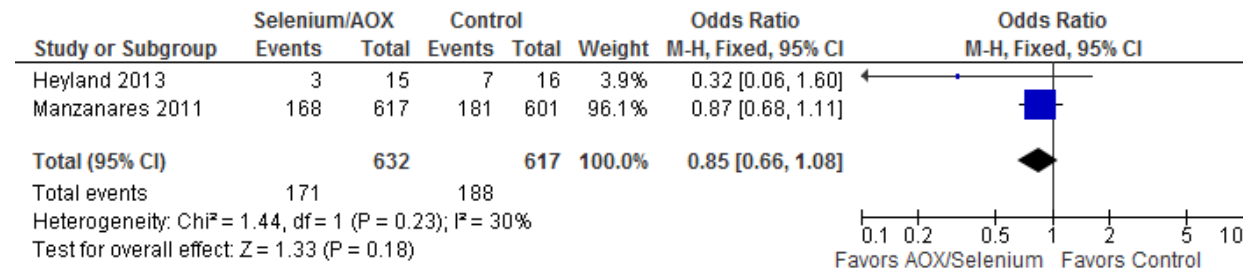 Selenium/AOX Control Odds Ratio Odds Ratio
Study or Subgroup Events Total Events Total Weight M-H, Fixed, 95% CI M-H, Fixed, 95% CI
Heyland 2013 3 15 7 16 3.9% 0.32 [0.06, 1.60]
Manzanares 2011 168 617 181 601 96.1% 0.87 [0.68, 1.11]
Total (95% CI) 632 617 100.0% 0.85 [0.66, 1.08]
Total events 171 188
Heterogeneity: Chi² = 1.44, df = 1 (P = 0.23); I² = 30%
Test for overall effect: Z = 1.33 (P = 0.18)
0.1 0.2 0.5 1 2 5 10
Favors AOX/Selenium Favors Control